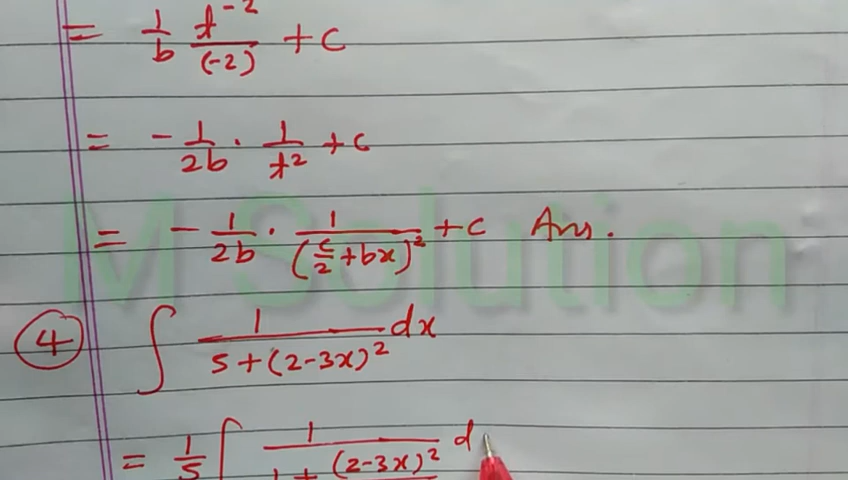 = 1/b t^-2/(-2) + c
= - 1/2b . 1/t^2 + c
= - 1/2b . 1/(c/2 + bx)^2 + c Ans.
4 ∫ 1/5+(2-3x)^2 dx
= 1/5 ∫ 1/1+(2-3x)^2 d
M Solution